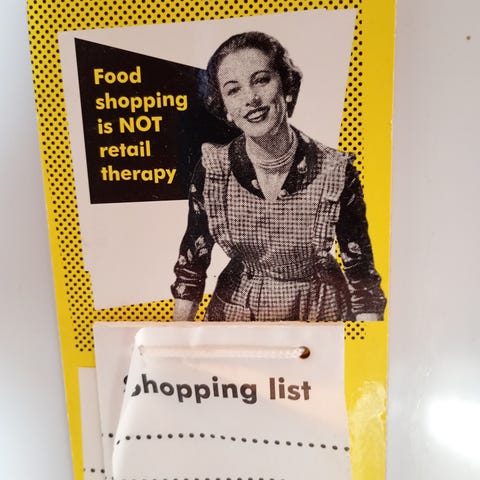 Food
shopping
is NOT
retail
therapy
Shopping list